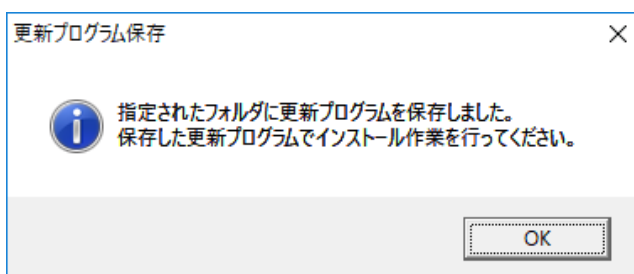 更新プログラム保存
指定されたフォルダに更新プログラムを保存しました。
保存した更新プログラムでインストール作業を行ってください。
OK